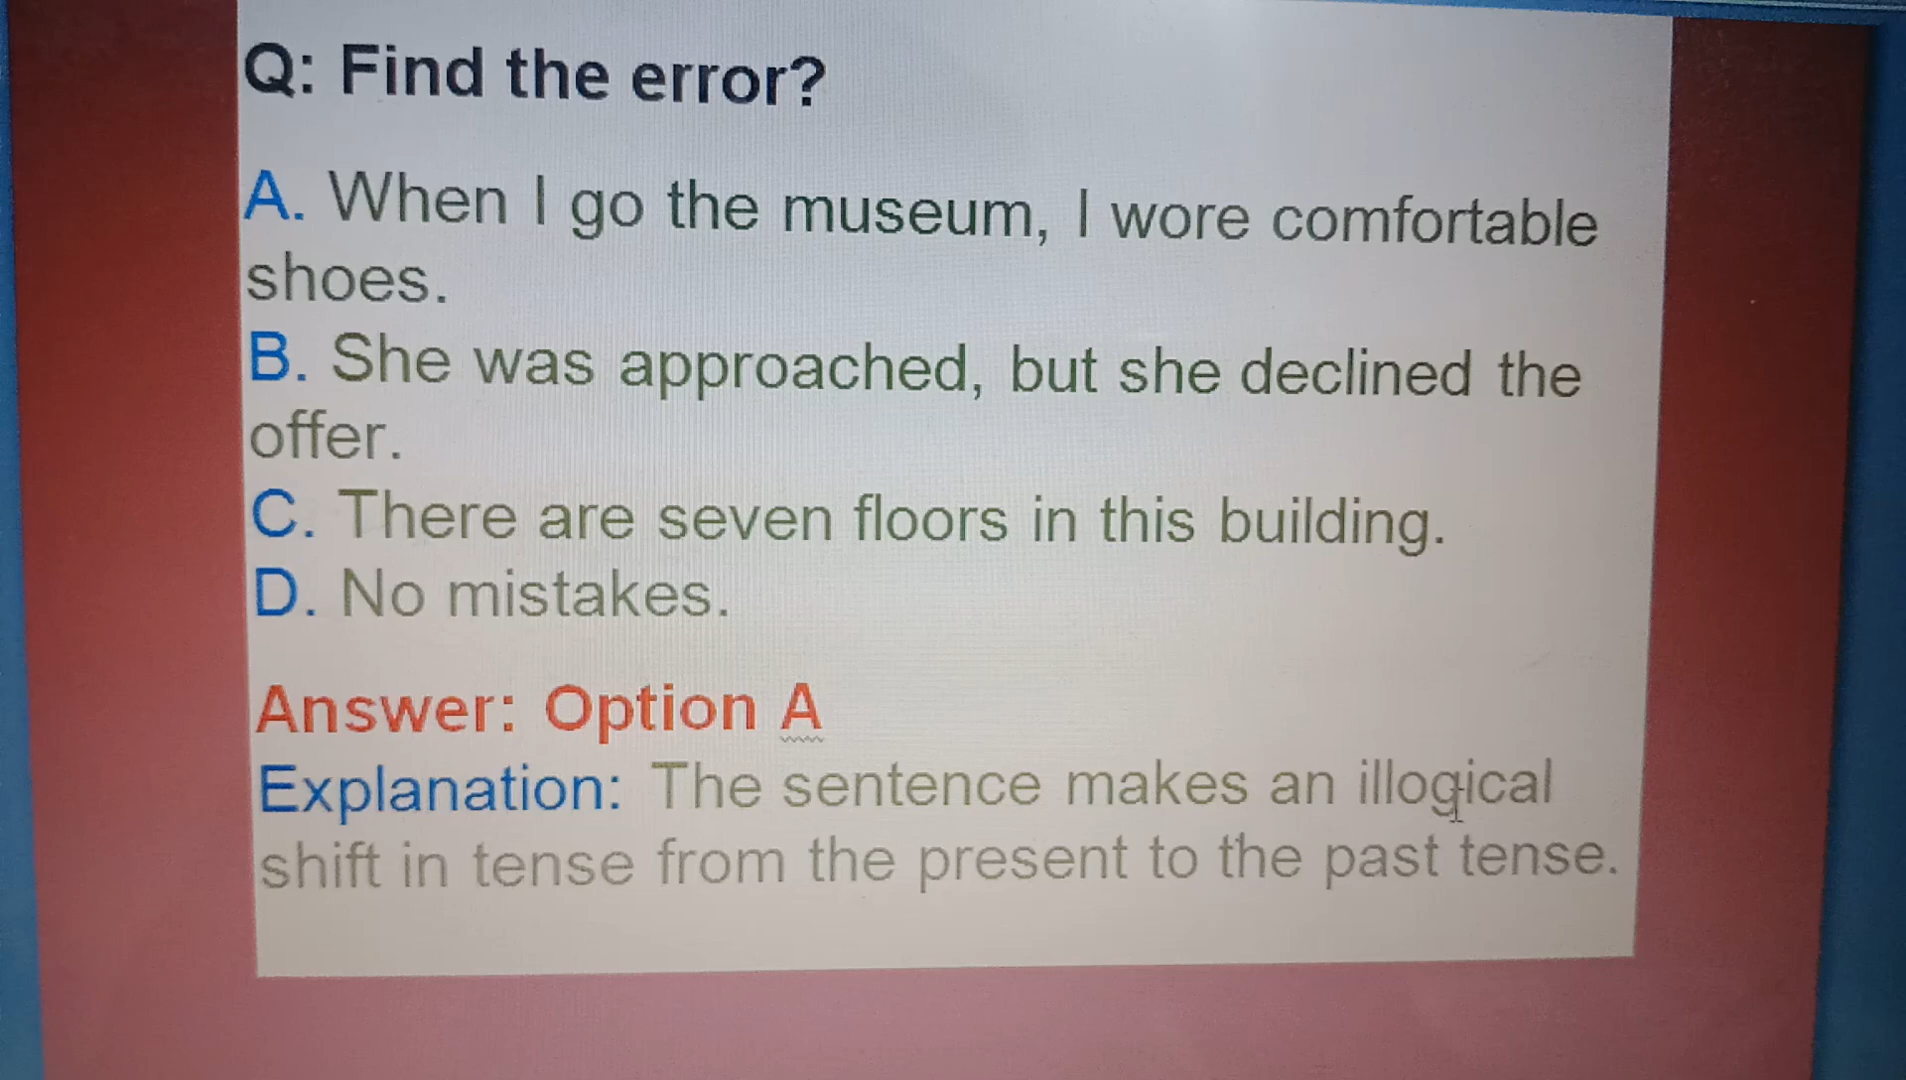 Q: Find the error?
A. When I go the museum, I wore comfortable
shoes.
B. She was approached, but she declined the
offer.
C. There are seven floors in this building.
D. No mistakes.
Answer: Option A
Explanation: The sentence makes an illogical
shift in tense from the present to the past tense.